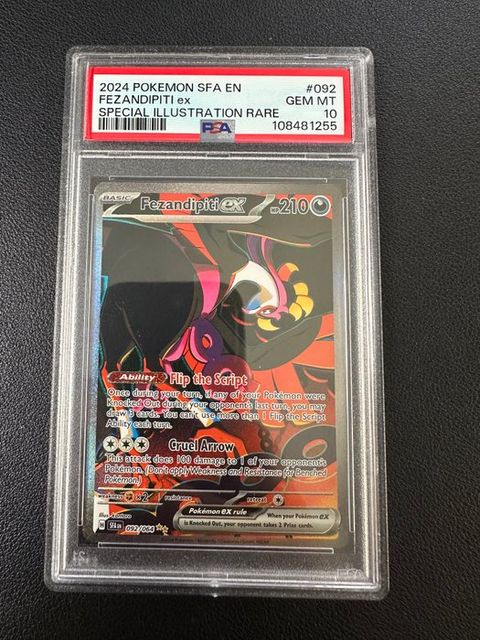 2024 POKEMON SFA EN #092
FEZANDIPITI ex GEM MT
SPECIAL ILLUSTRATION RARE 10
PSA 108481255
BASIC
Fezandipiti ex HP 210
Ability Flip the Script
Once during your turn, if any of your Pokémon were
Knocked Out during your opponent's last turn, you may
draw 3 cards. You can't use more than 1 Flip the Script
Ability each turn.
Cruel Arrow
This attack does 100 damage to 1 of your opponent's
Pokémon. (Don't apply Weakness and Resistance for Benched
Pokémon.)
weakness ×2 resistance retreat
Pokémon ex rule When your Pokémon ex
is Knocked Out, your opponent takes 2 Prize cards.
Illus.
SFA EN 092/064